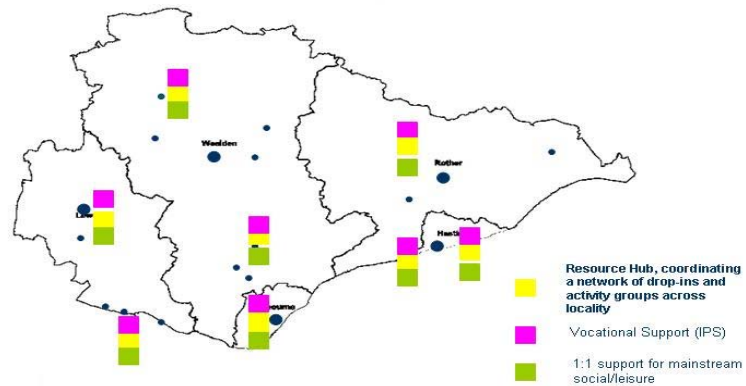 Wealden
Rother
Resource Hub, coordinating
a network of drop-ins and
activity groups across
locality
Vocational Support (IPS)
1:1 support for mainstream
social/leisure